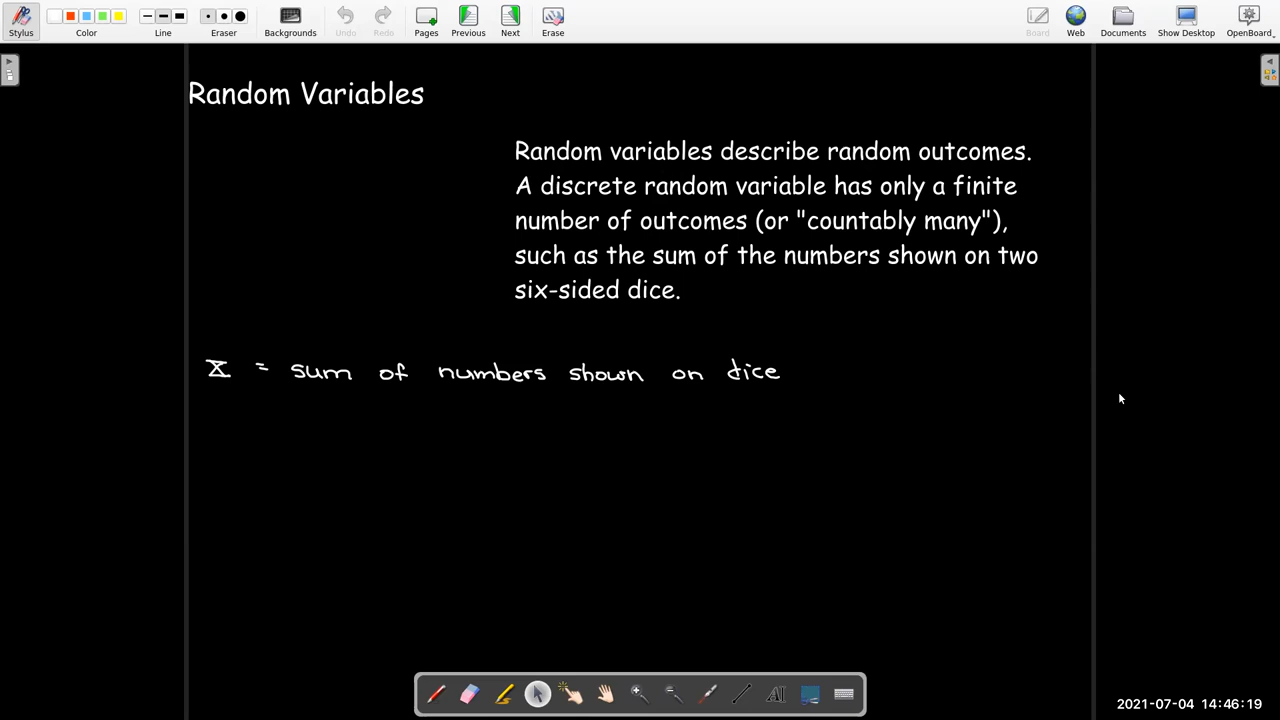 Stylus Color Line Eraser Backgrounds Undo Redo Pages Previous Next Erase Board Web Documents Show Desktop OpenBoard
Random Variables
Random variables describe random outcomes.
A discrete random variable has only a finite
number of outcomes (or "countably many"),
such as the sum of the numbers shown on two
six-sided dice.
X = sum of numbers shown on dice
AI
2021-07-04 14:46:19